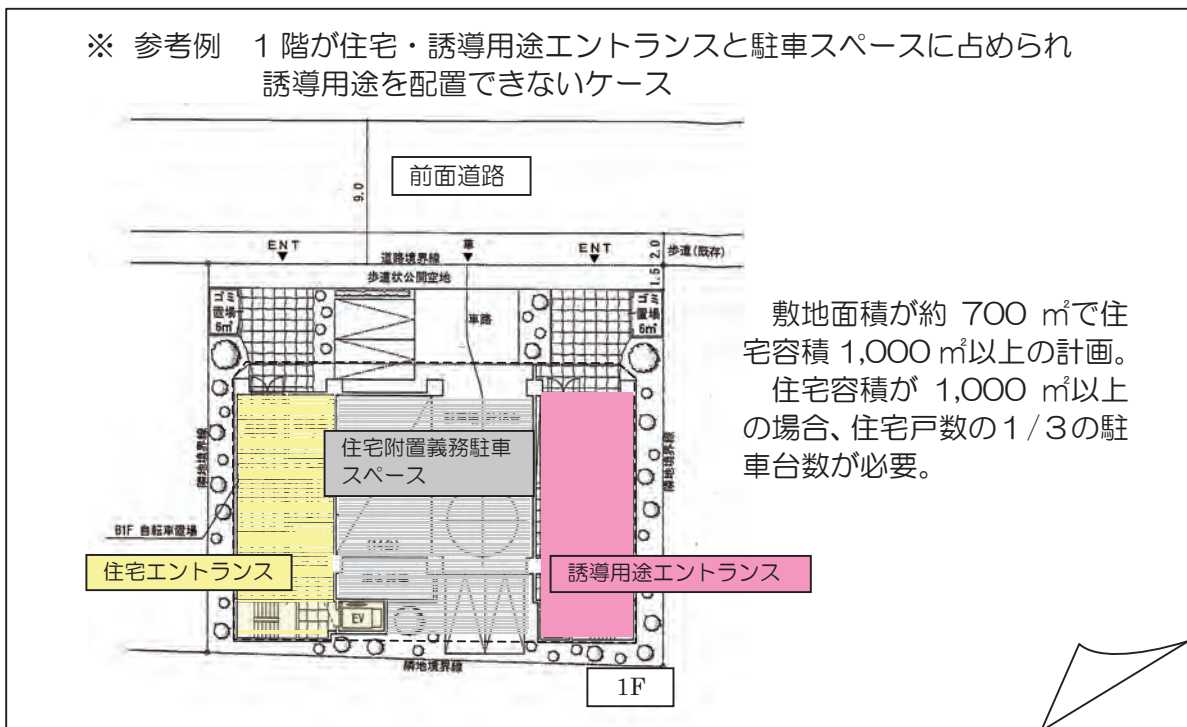 ※ 参考例 1階が住宅・誘導用途エントランスと駐車スペースに占められ
誘導用途を配置できないケース
前面道路
9.0
ENT
車
ENT
2.0
歩道(既存)
道路境界線
歩道状公開空地
1.5
ゴミ
置場
6㎡
車路
ゴミ
置場
6㎡
敷地面積が約 700 ㎡で住
宅容積 1,000 ㎡以上の計画。
住宅容積が 1,000 ㎡以上
の場合、住宅戸数の1/3の駐
車台数が必要。
住宅附置義務駐車
スペース
隣地境界線
隣地境界線
B1F 自転車置場
住宅エントランス
誘導用途エントランス
EV
隣地境界線
1F